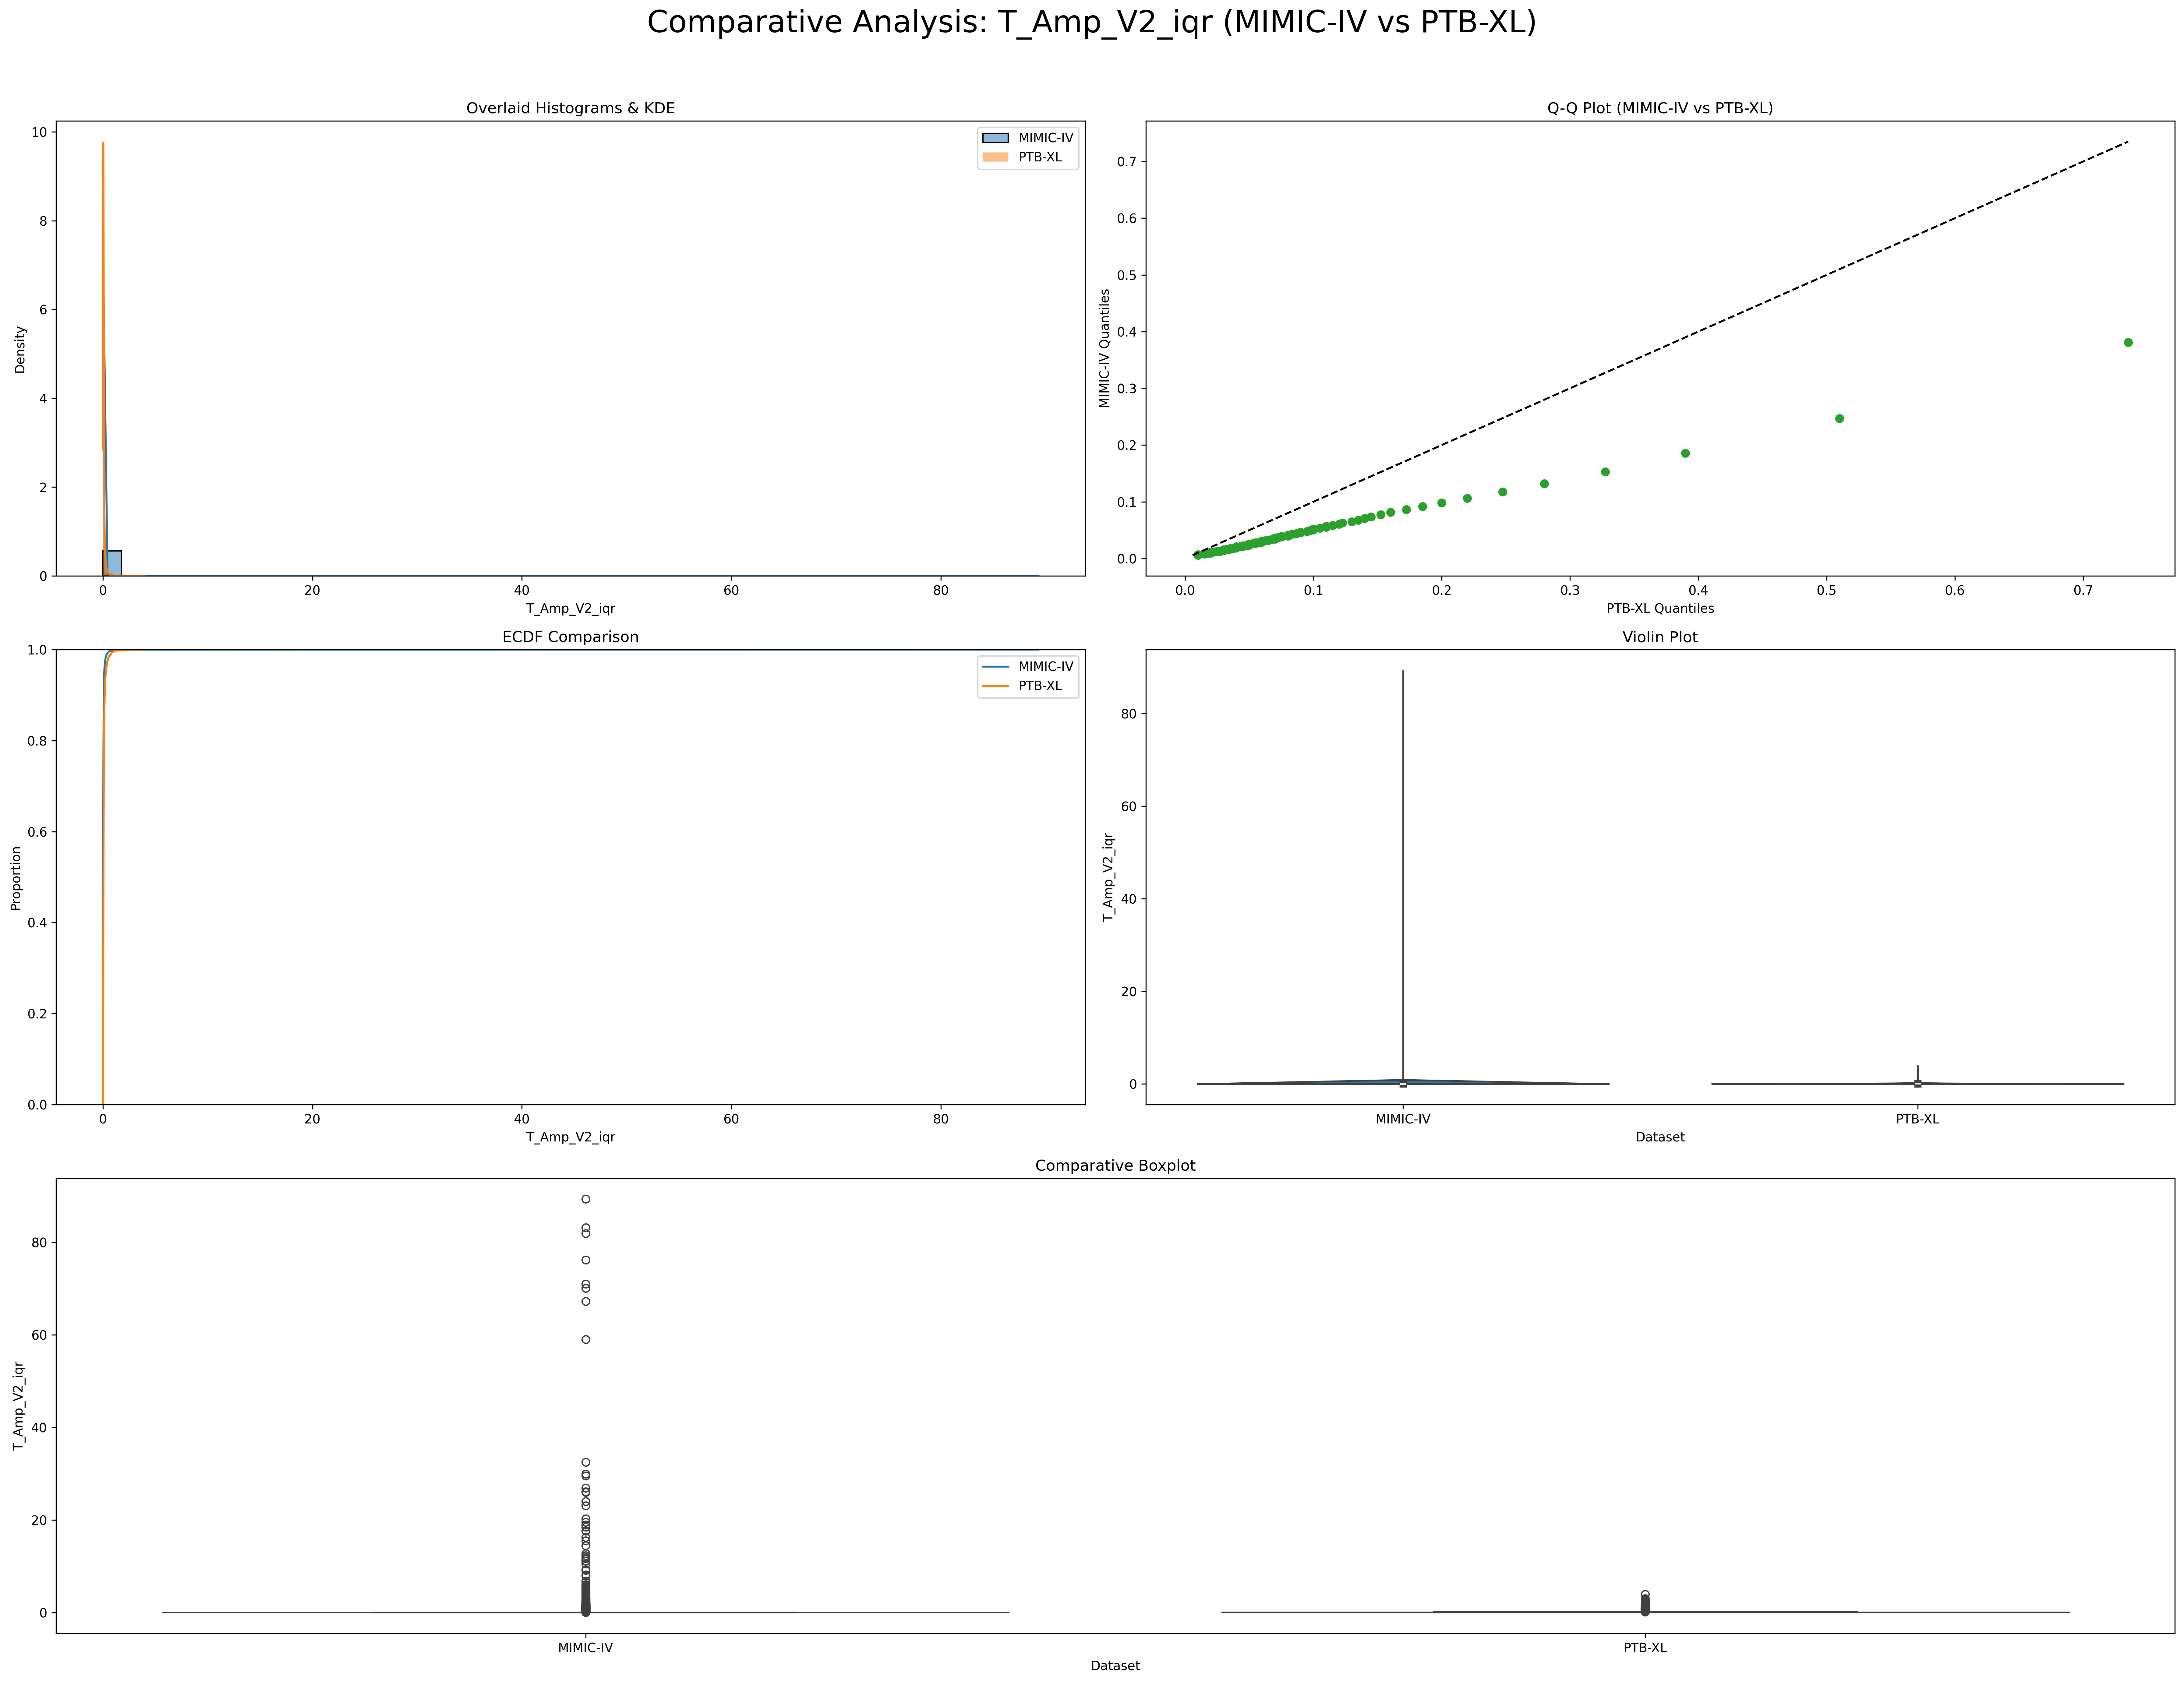 Comparative Analysis: T_Amp_V2_iqr (MIMIC-IV vs PTB-XL)
Overlaid Histograms & KDE
Density
10
8
6
4
2
0
0 20 40 60 80
T_Amp_V2_iqr
MIMIC-IV
PTB-XL
Q-Q Plot (MIMIC-IV vs PTB-XL)
MIMIC-IV Quantiles
0.7
0.6
0.5
0.4
0.3
0.2
0.1
0.0
0.0 0.1 0.2 0.3 0.4 0.5 0.6 0.7
PTB-XL Quantiles
ECDF Comparison
Proportion
1.0
0.8
0.6
0.4
0.2
0.0
0 20 40 60 80
T_Amp_V2_iqr
MIMIC-IV
PTB-XL
Violin Plot
T_Amp_V2_iqr
80
60
40
20
0
MIMIC-IV PTB-XL
Dataset
Comparative Boxplot
T_Amp_V2_iqr
80
60
40
20
0
MIMIC-IV PTB-XL
Dataset